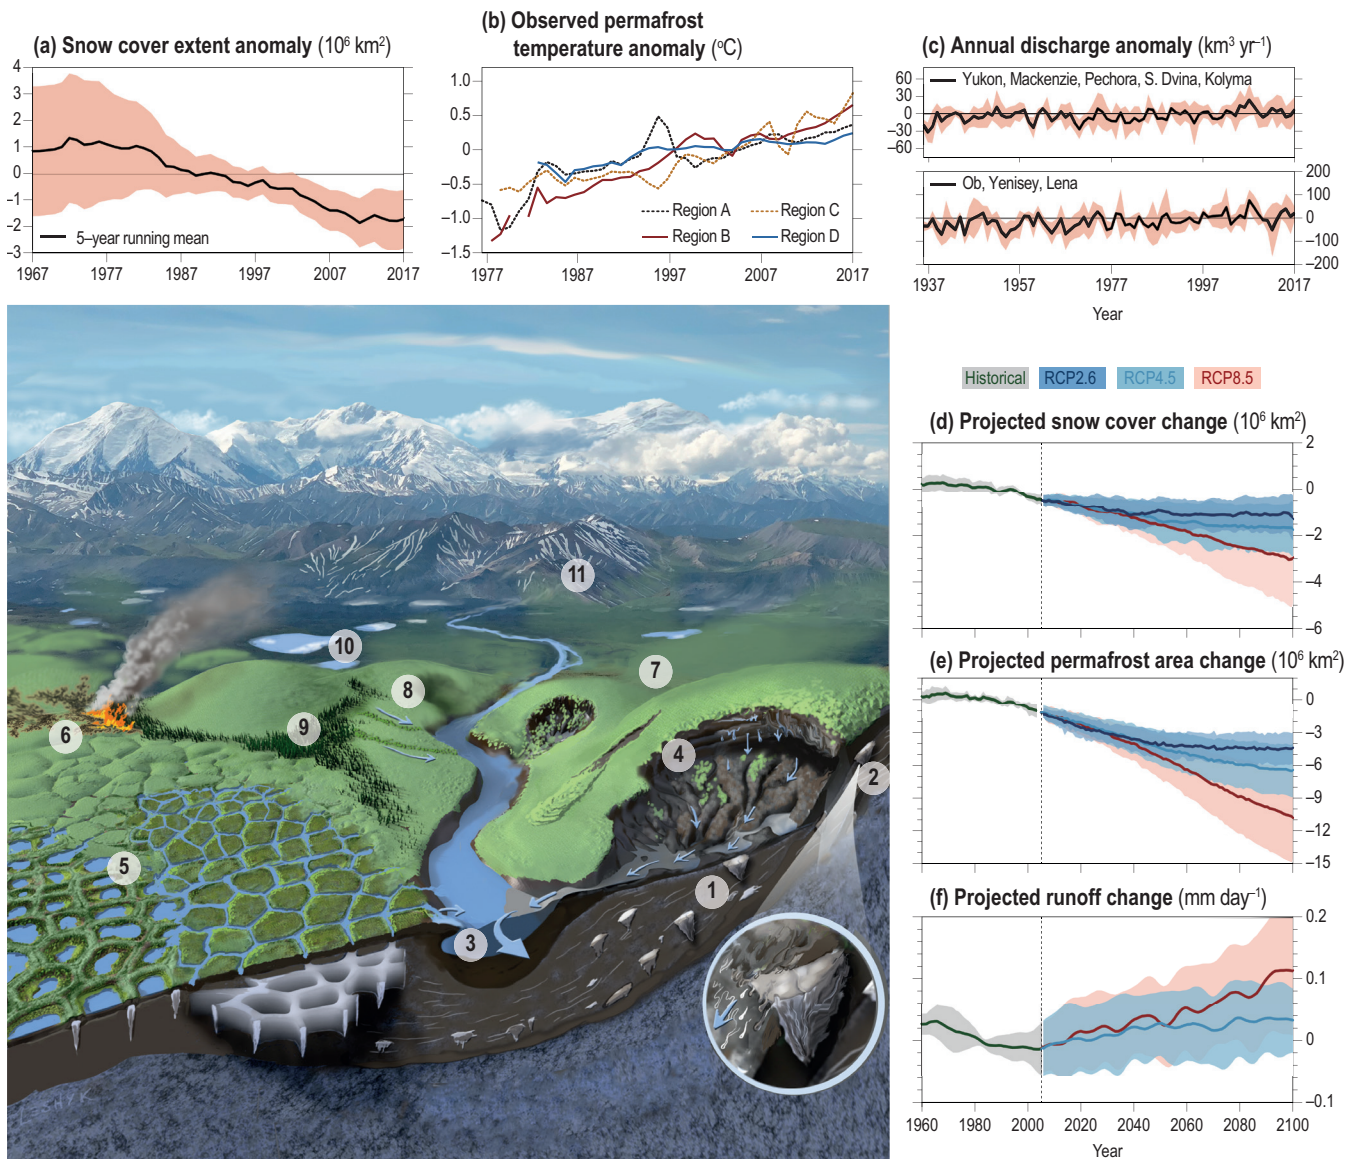 (a) Snow cover extent anomaly (10⁶ km²)
4
3
2
1
0
–1
–2
–3
5–year running mean
1967 1977 1987 1997 2007 2017
(b) Observed permafrost
temperature anomaly (°C)
1.0
0.5
0
–0.5
–1.0
–1.5
Region A
Region B
Region C
Region D
1977 1987 1997 2007 2017
(c) Annual discharge anomaly (km³ yr⁻¹)
60
30
0
–30
–60
Yukon, Mackenzie, Pechora, S. Dvina, Kolyma
Ob, Yenisey, Lena
200
100
0
–100
–200
1937 1957 1977 1997 2017
Year
11
10
7
8
9
6
4
2
5
1
3
Historical RCP2.6 RCP4.5 RCP8.5
(d) Projected snow cover change (10⁶ km²)
2
0
–2
–4
–6
(e) Projected permafrost area change (10⁶ km²)
0
–3
–6
–9
–12
–15
(f) Projected runoff change (mm day⁻¹)
0.2
0.1
0
–0.1
1960 1980 2000 2020 2040 2060 2080 2100
Year